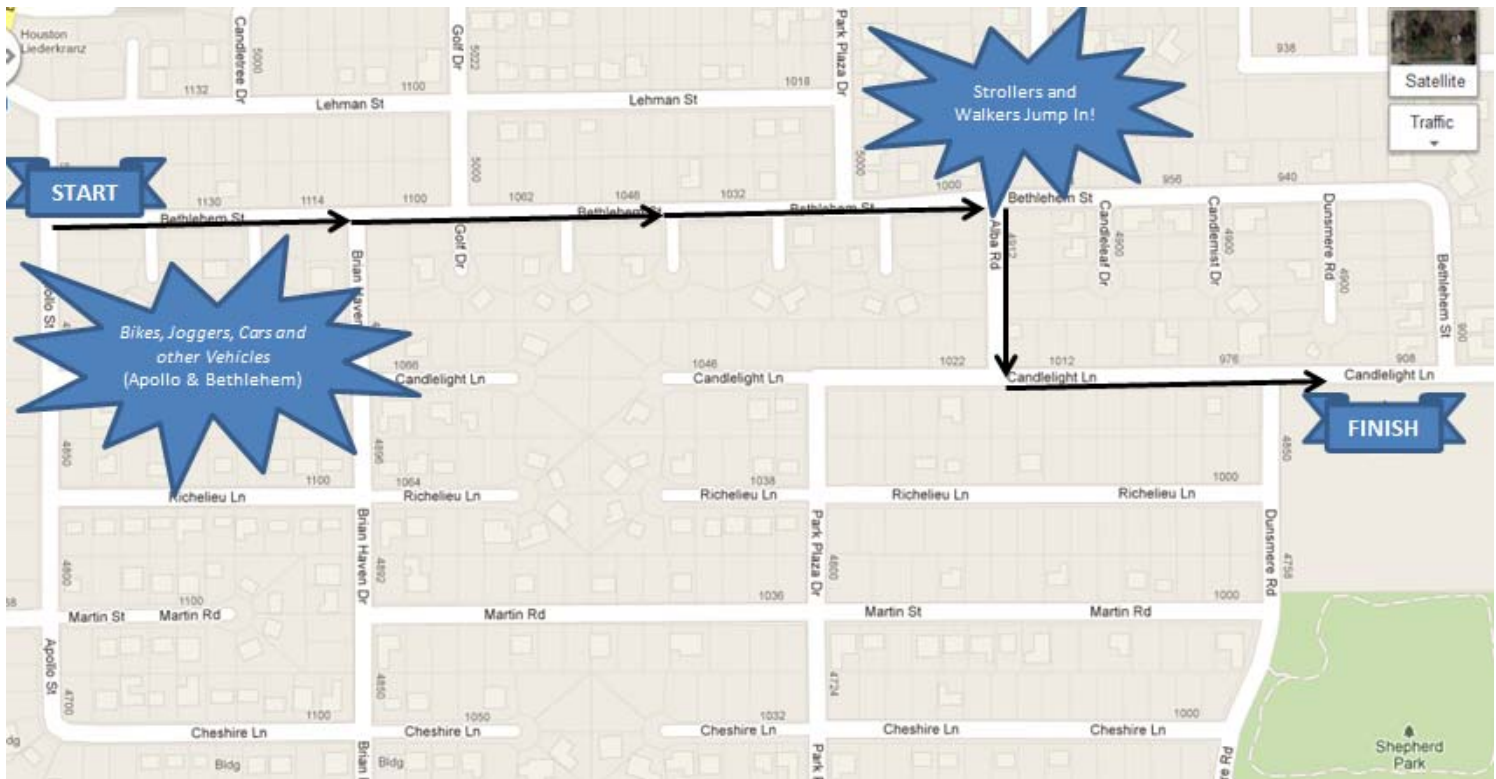 Houston
Liederkranz
Candletree Dr
5000
Golf Dr
5022
Park Plaza Dr
938
Satellite
Traffic
1132
1100
1018
Lehman St
Lehman St
Strollers and
Walkers Jump In!
5000
5000
START
1130
1114
1100
1062
1046
1032
1000
956
940
Bethlehem St
Bethlehem St
Bethlehem St
Bethlehem St
Golf Dr
Brian Haven
Alba Rd
4912
Candleleaf Dr
4900
Candlemist Dr
4900
Dunsmere Rd
4900
Bethlehem St
900
Apollo St
Bikes, Joggers, Cars and
other Vehicles
(Apollo & Bethlehem)
1066
1046
1022
1012
976
908
Candlelight Ln
Candlelight Ln
Candlelight Ln
Candlelight Ln
FINISH
4850
4896
4850
1100
1064
1038
1000
Richelieu Ln
Richelieu Ln
Richelieu Ln
Richelieu Ln
Richelieu Ln
Brian Haven Dr
4892
Park Plaza Dr
4800
Dunsmere Rd
4758
4800
1100
1036
1000
Martin St
Martin Rd
Martin Rd
Martin St
Martin Rd
Apollo St
4700
4850
4724
1100
1050
1032
1000
Cheshire Ln
Cheshire Ln
Cheshire Ln
Cheshire Ln
Cheshire Ln
Shepherd
Park
Bldg
Brian
Bldg
Park